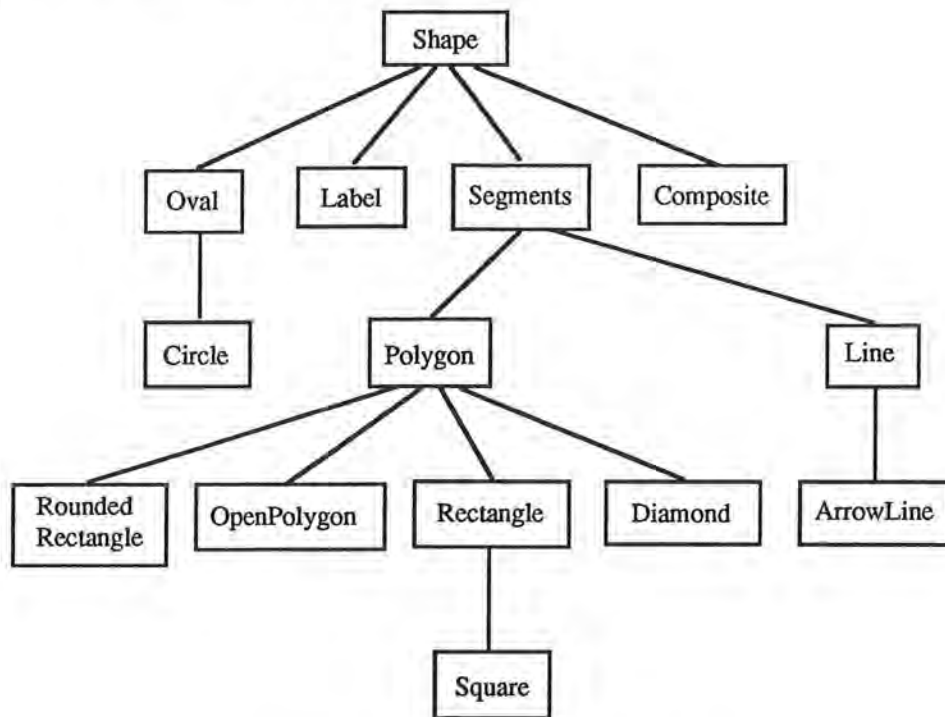 Shape
Oval
Label
Segments
Composite
Circle
Polygon
Line
Rounded
Rectangle
OpenPolygon
Rectangle
Diamond
ArrowLine
Square